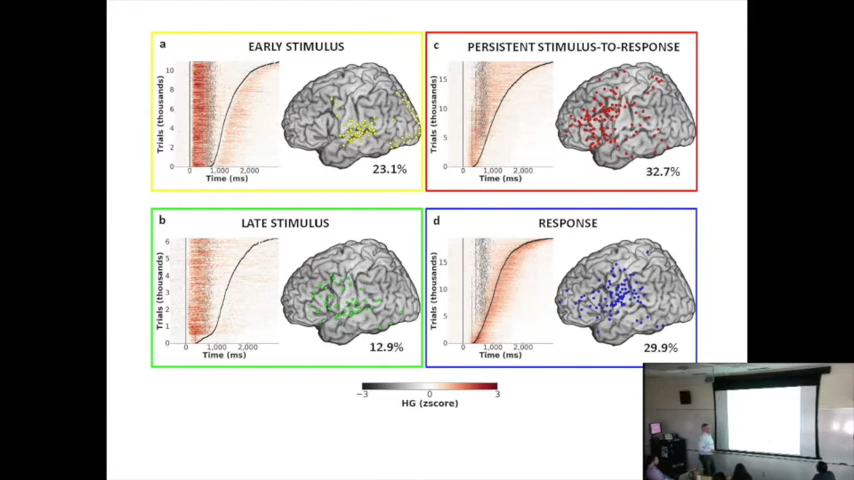 a EARLY STIMULUS
Trials (thousands)
10
8
6
4
2
0
0 1,000 2,000
Time (ms)
23.1%
c PERSISTENT STIMULUS-TO-RESPONSE
Trials (thousands)
15
10
5
0
0 1,000 2,000
Time (ms)
32.7%
b LATE STIMULUS
Trials (thousands)
6
5
4
3
2
1
0
0 1,000 2,000
Time (ms)
12.9%
d RESPONSE
Trials (thousands)
15
10
5
0
0 1,000 2,000
Time (ms)
29.9%
−3 0 3
HG (zscore)